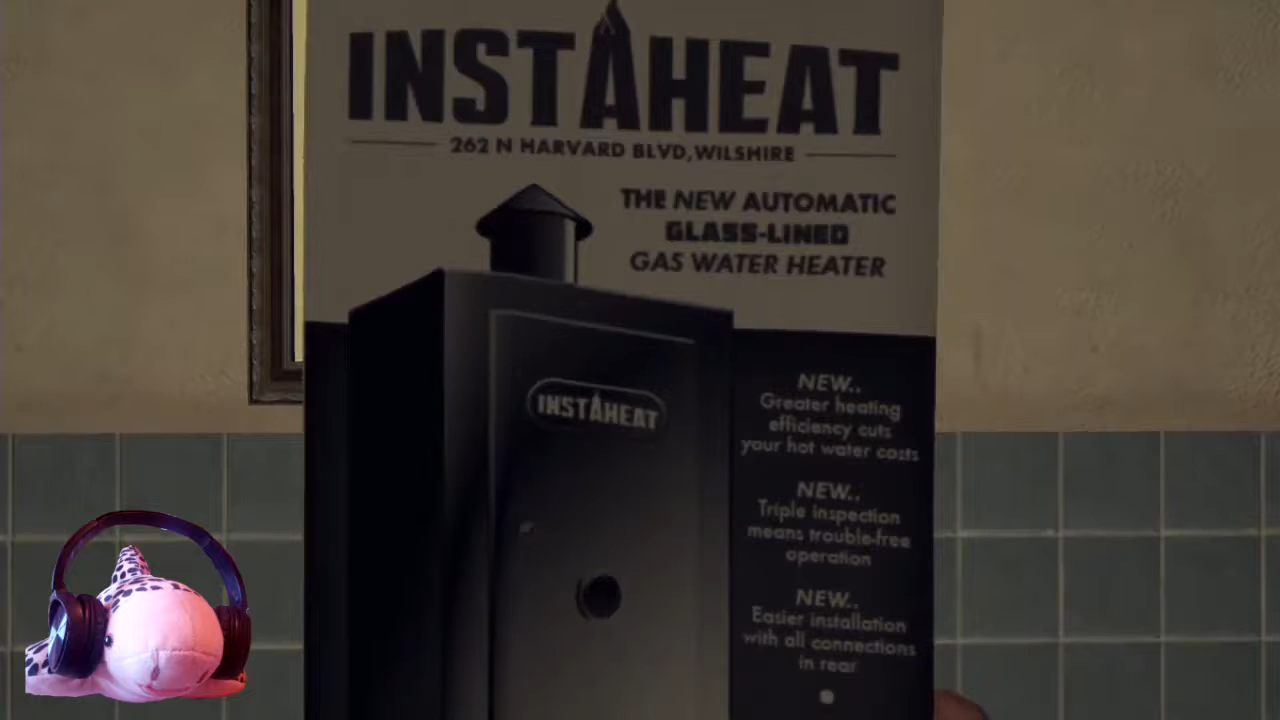 INSTAHEAT
262 N HARVARD BLVD, WILSHIRE
THE NEW AUTOMATIC
GLASS-LINED
GAS WATER HEATER
INSTAHEAT
NEW..
Greater heating
efficiency cuts
your hot water costs
NEW..
Triple inspection
means trouble-free
operation
NEW..
Easier installation
with all connections
in rear